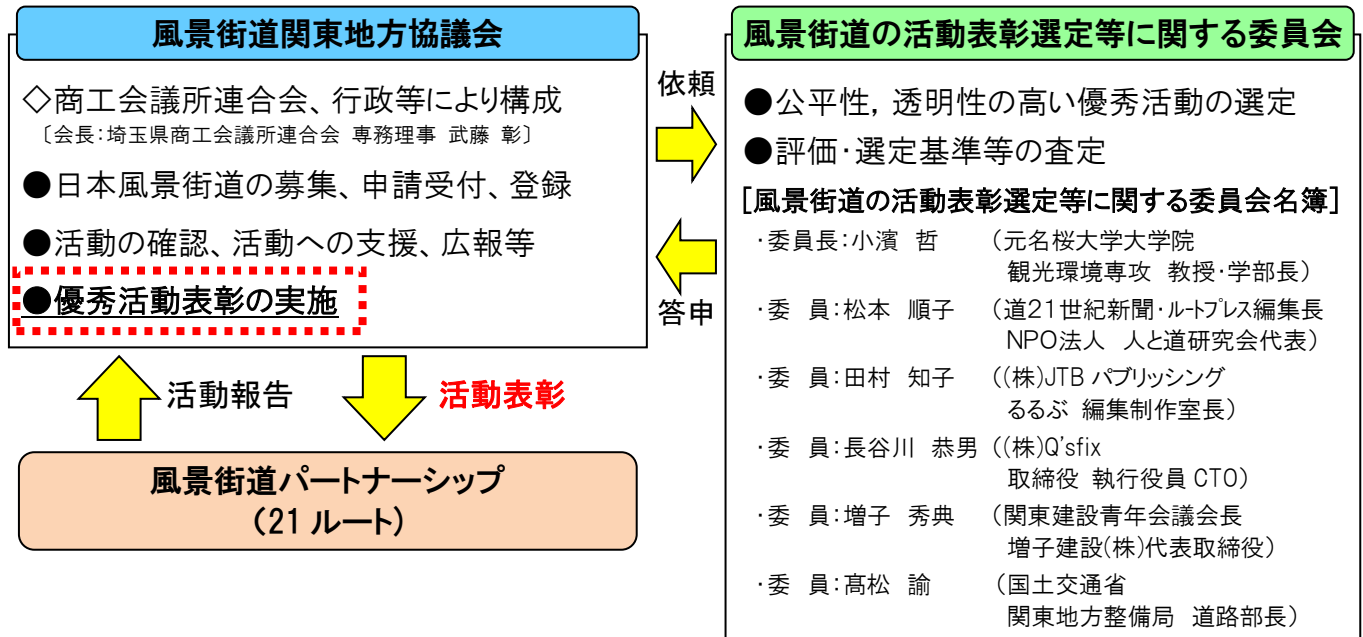 風景街道関東地方協議会
◇商工会議所連合会、行政等により構成
〔会長：埼玉県商工会議所連合会 専務理事 武藤 彰〕
●日本風景街道の募集、申請受付、登録
●活動の確認、活動への支援、広報等
●優秀活動表彰の実施
依頼
答申
活動報告
活動表彰
風景街道パートナーシップ
（21 ルート）
風景街道の活動表彰選定等に関する委員会
●公平性，透明性の高い優秀活動の選定
●評価・選定基準等の査定
［風景街道の活動表彰選定等に関する委員会名簿］
・委員長：小濱 哲 （元名桜大学大学院
観光環境専攻 教授・学部長）
・委 員：松本 順子 （道21世紀新聞・ルートプレス編集長
NPO法人 人と道研究会代表）
・委 員：田村 知子 （(株)JTB パブリッシング
るるぶ 編集制作室長）
・委 員：長谷川 恭男 （(株)Q'sfix
取締役 執行役員 CTO）
・委 員：増子 秀典 （関東建設青年会議会長
増子建設(株)代表取締役）
・委 員：髙松 諭 （国土交通省
関東地方整備局 道路部長）